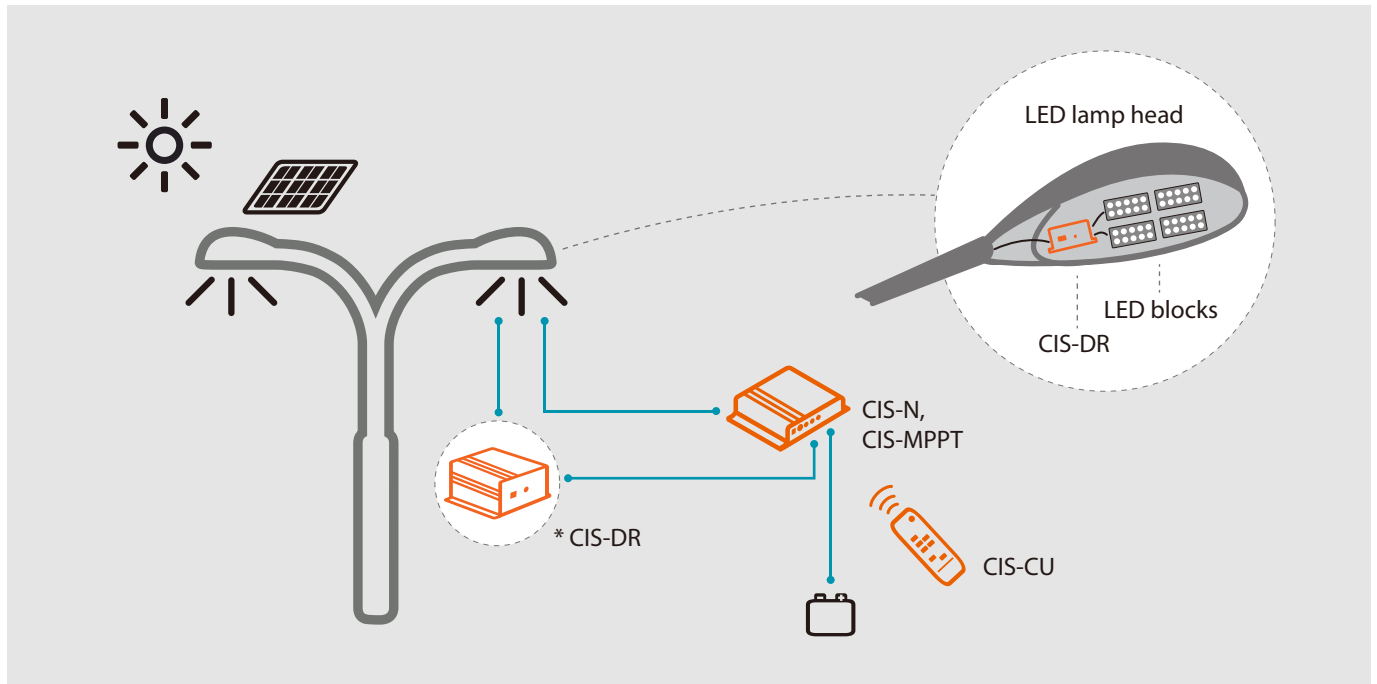 LED lamp head
LED blocks
CIS-DR
CIS-N,
CIS-MPPT
* CIS-DR
CIS-CU